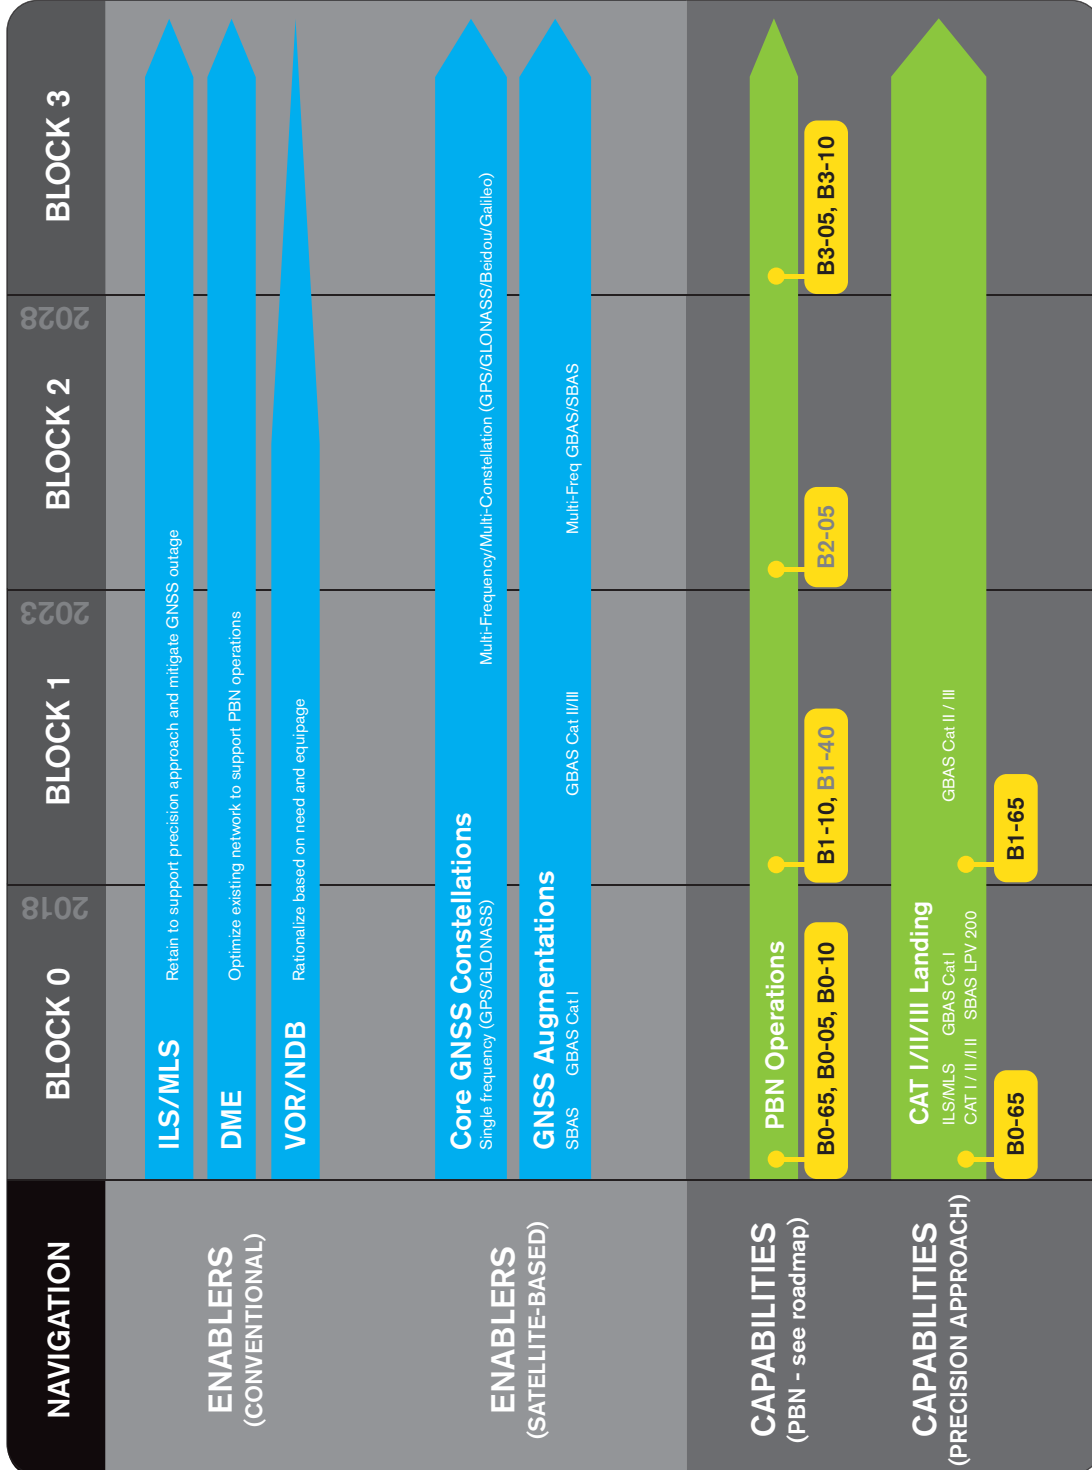 NAVIGATION
BLOCK 0
2018
BLOCK 1
2023
BLOCK 2
2028
BLOCK 3
ENABLERS
(CONVENTIONAL)
ILS/MLS
Retain to support precision approach and mitigate GNSS outage
DME
Optimize existing network to support PBN operations
VOR/NDB
Rationalize based on need and equipage
ENABLERS
(SATELLITE-BASED)
Core GNSS Constellations
Single frequency (GPS/GLONASS)
Multi-Frequency/Multi-Constellation (GPS/GLONASS/Beidou/Galileo)
GNSS Augmentations
SBAS GBAS Cat I
GBAS Cat II/III
Multi-Freq GBAS/SBAS
CAPABILITIES
(PBN - see roadmap)
PBN Operations
B0-65, B0-05, B0-10
B1-10, B1-40
B2-05
B3-05, B3-10
CAPABILITIES
(PRECISION APPROACH)
CAT I/II/III Landing
ILS/MLS GBAS Cat I
GBAS Cat II / III
CAT I / II / III SBAS LPV 200
B0-65
B1-65